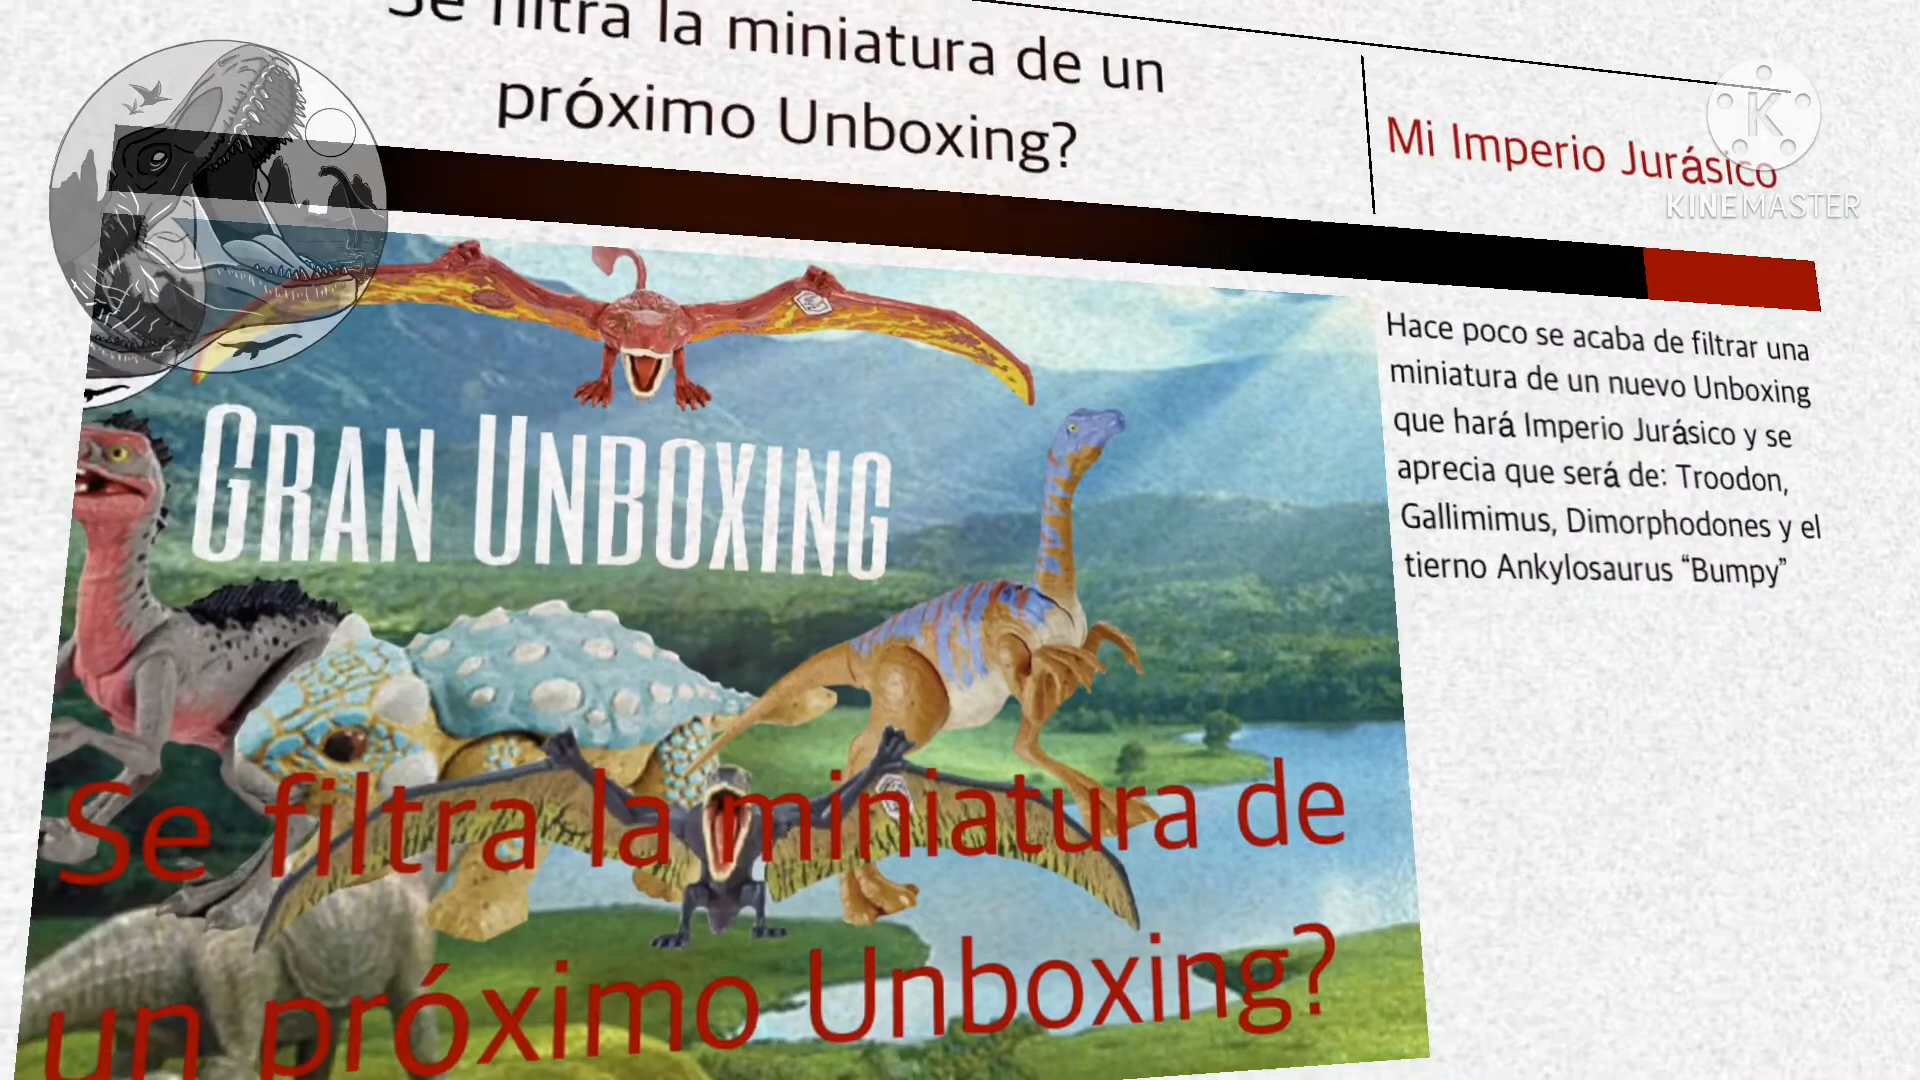 Se filtra la miniatura de un
próximo Unboxing?
Mi Imperio Jurásico
KINEMASTER
Hace poco se acaba de filtrar una
miniatura de un nuevo Unboxing
que hará Imperio Jurásico y se
aprecia que será de: Troodon,
Gallimimus, Dimorphodones y el
tierno Ankylosaurus “Bumpy”
GRAN UNBOXING
Se filtra la miniatura de
un próximo Unboxing?